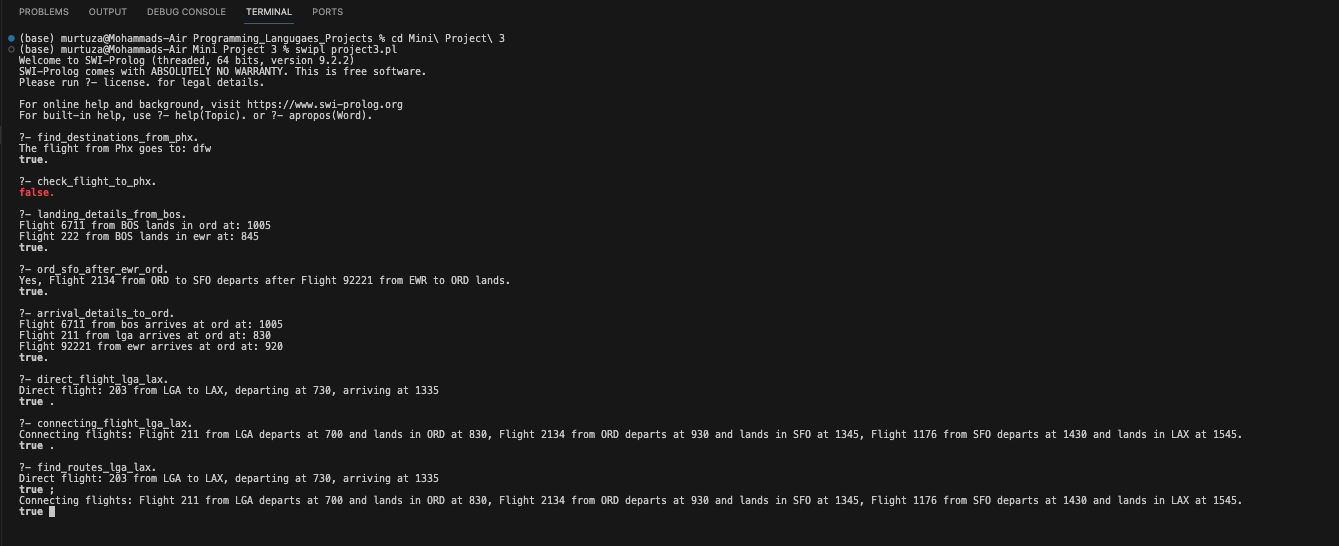 PROBLEMS OUTPUT DEBUG CONSOLE TERMINAL PORTS
(base) murtuza@Mohammads-Air Programming_Langugaes_Projects % cd Mini\ Project\ 3
(base) murtuza@Mohammads-Air Mini Project 3 % swipl project3.pl
Welcome to SWI-Prolog (threaded, 64 bits, version 9.2.2)
SWI-Prolog comes with ABSOLUTELY NO WARRANTY. This is free software.
Please run ?- license. for legal details.
For online help and background, visit https://www.swi-prolog.org
For built-in help, use ?- help(Topic). or ?- apropos(Word).
?- find_destinations_from_phx.
The flight from Phx goes to: dfw
true.
?- check_flight_to_phx.
false.
?- landing_details_from_bos.
Flight 6711 from BOS lands in ord at: 1005
Flight 222 from BOS lands in ewr at: 845
true.
?- ord_sfo_after_ewr_ord.
Yes, Flight 2134 from ORD to SFO departs after Flight 92221 from EWR to ORD lands.
true.
?- arrival_details_to_ord.
Flight 6711 from bos arrives at ord at: 1005
Flight 211 from lga arrives at ord at: 830
Flight 92221 from ewr arrives at ord at: 920
true.
?- direct_flight_lga_lax.
Direct flight: 203 from LGA to LAX, departing at 730, arriving at 1335
true .
?- connecting_flight_lga_lax.
Connecting flights: Flight 211 from LGA departs at 700 and lands in ORD at 830, Flight 2134 from ORD departs at 930 and lands in SFO at 1345, Flight 1176 from SFO departs at 1430 and lands in LAX at 1545.
true .
?- find_routes_lga_lax.
Direct flight: 203 from LGA to LAX, departing at 730, arriving at 1335
true ;
Connecting flights: Flight 211 from LGA departs at 700 and lands in ORD at 830, Flight 2134 from ORD departs at 930 and lands in SFO at 1345, Flight 1176 from SFO departs at 1430 and lands in LAX at 1545.
true